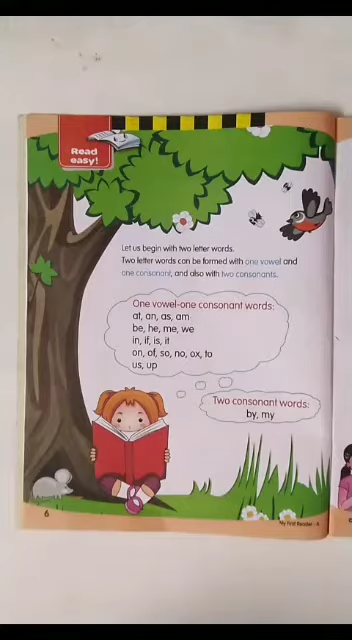 Read
easy!
Let us begin with two letter words.
Two letter words can be formed with one vowel and
one consonant, and also with two consonants.
One vowel-one consonant words:
at, an, as, am
be, he, me, we
in, if, is, it
on, of, so, no, ox, to
us, up
Two consonant words:
by, my
6
My First Reader - A